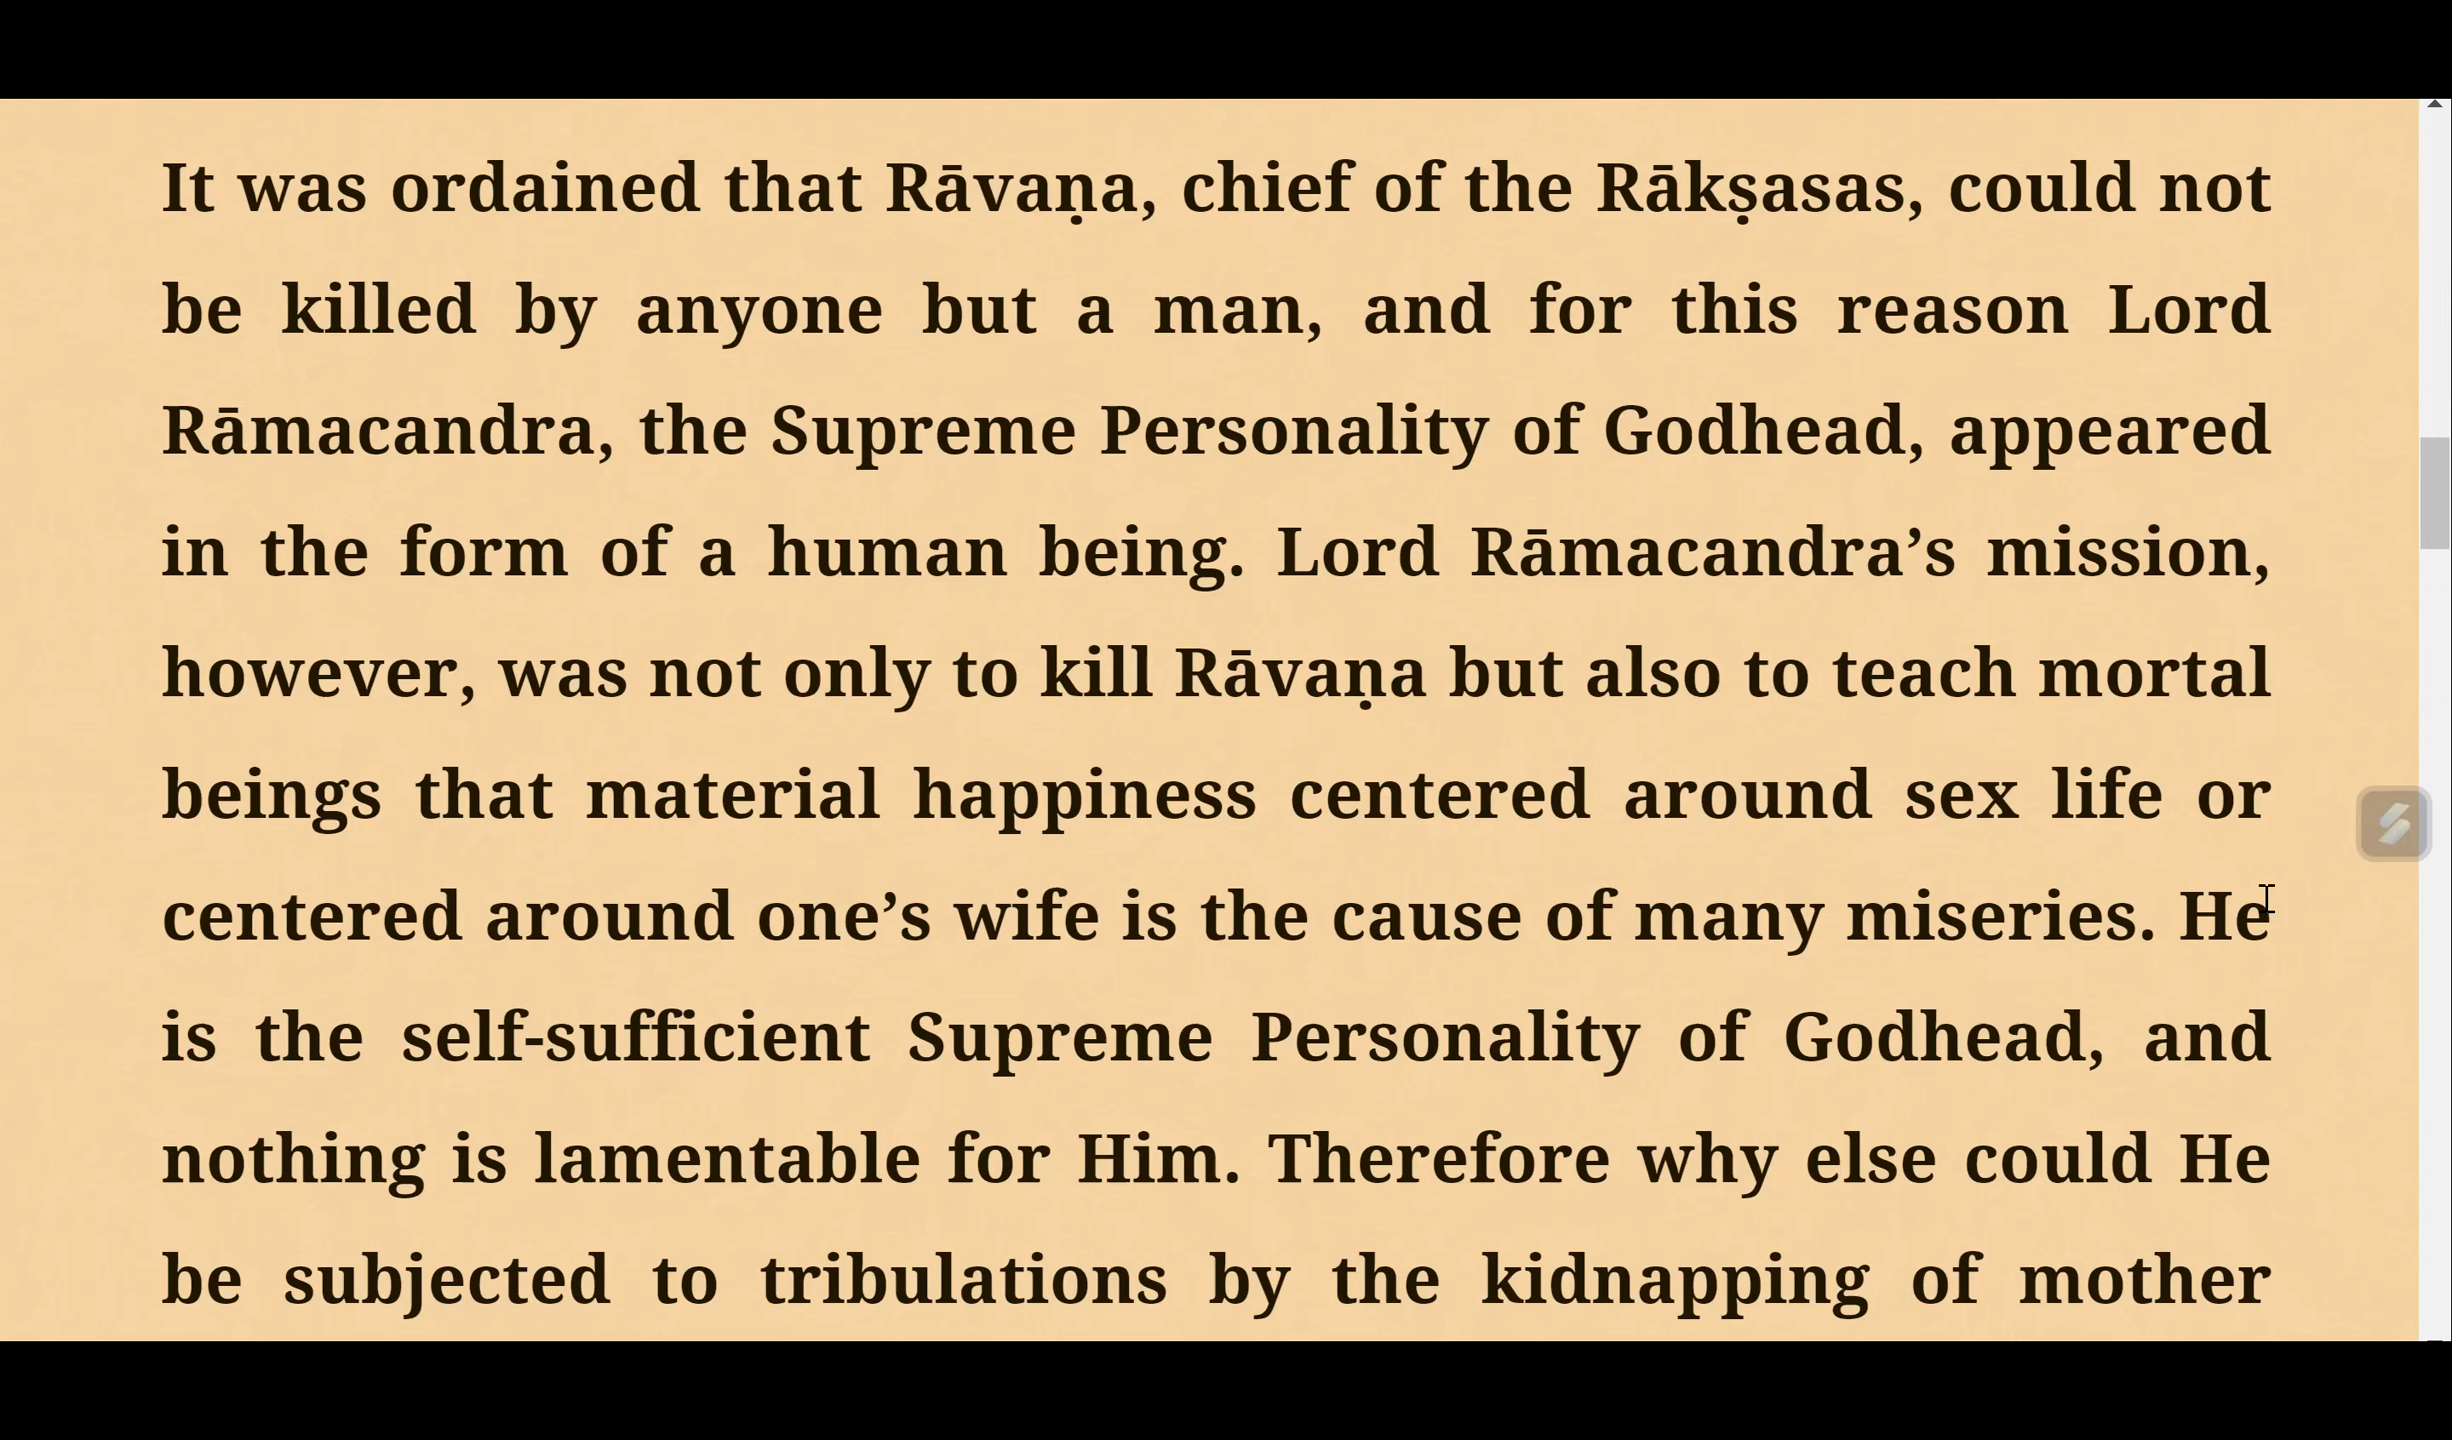 It was ordained that Rāvaṇa, chief of the Rākṣasas, could not
be killed by anyone but a man, and for this reason Lord
Rāmacandra, the Supreme Personality of Godhead, appeared
in the form of a human being. Lord Rāmacandra’s mission,
however, was not only to kill Rāvaṇa but also to teach mortal
beings that material happiness centered around sex life or
centered around one’s wife is the cause of many miseries. He
is the self-sufficient Supreme Personality of Godhead, and
nothing is lamentable for Him. Therefore why else could He
be subjected to tribulations by the kidnapping of mother